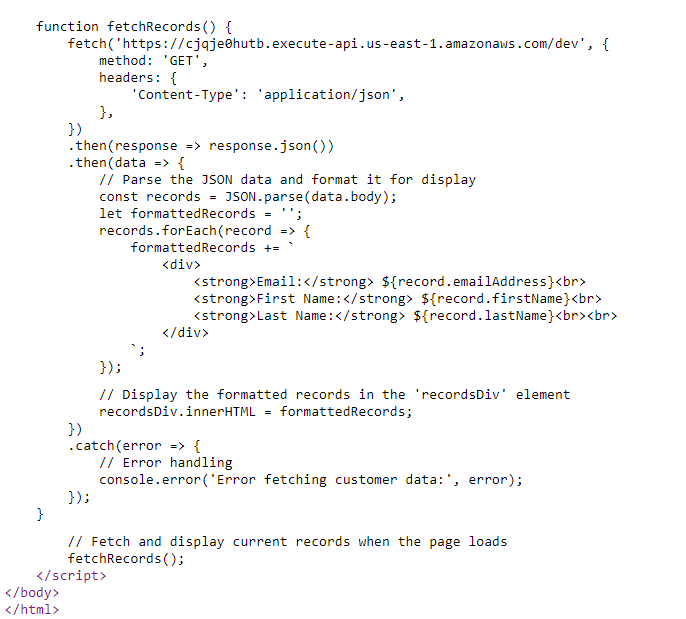 function fetchRecords() {
fetch('https://cjqje0hutb.execute-api.us-east-1.amazonaws.com/dev', {
method: 'GET',
headers: {
'Content-Type': 'application/json',
},
})
.then(response => response.json())
.then(data => {
// Parse the JSON data and format it for display
const records = JSON.parse(data.body);
let formattedRecords = '';
records.forEach(record => {
formattedRecords += `
<div>
<strong>Email:</strong> ${record.emailAddress}<br>
<strong>First Name:</strong> ${record.firstName}<br>
<strong>Last Name:</strong> ${record.lastName}<br><br>
</div>
`;
});
// Display the formatted records in the 'recordsDiv' element
recordsDiv.innerHTML = formattedRecords;
})
.catch(error => {
// Error handling
console.error('Error fetching customer data:', error);
});
}
// Fetch and display current records when the page loads
fetchRecords();
</script>
</body>
</html>